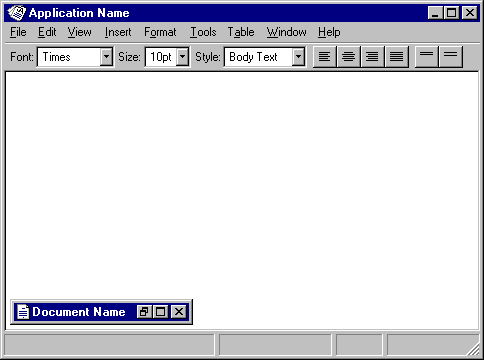 Application Name
File Edit View Insert Format Tools Table Window Help
Font: Times Size: 10pt Style: Body Text
Document Name